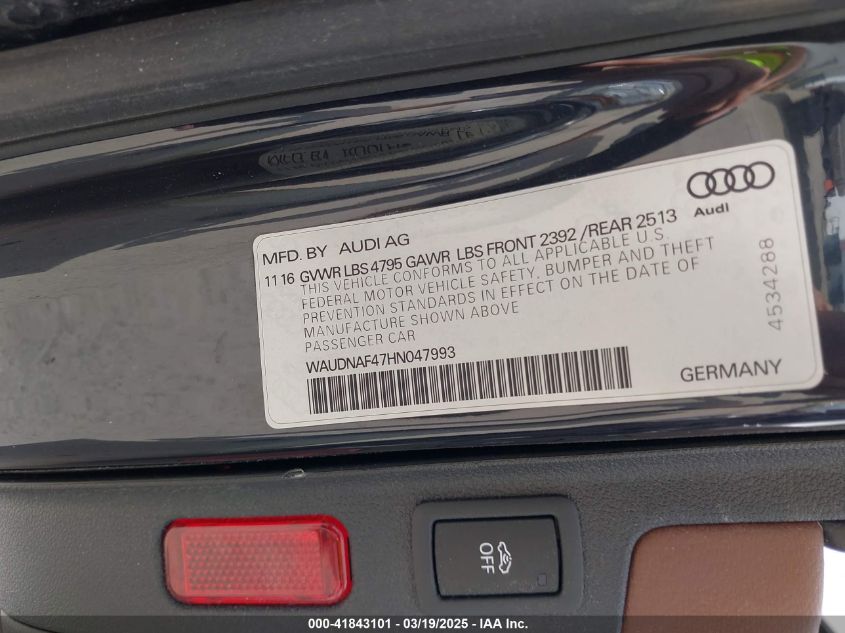 Audi
MFD. BY AUDI AG
11 16 GVWR LBS 4795 GAWR LBS FRONT 2392 /REAR 2513
THIS VEHICLE CONFORMS TO ALL APPLICABLE U.S.
FEDERAL MOTOR VEHICLE SAFETY, BUMPER AND THEFT
PREVENTION STANDARDS IN EFFECT ON THE DATE OF
MANUFACTURE SHOWN ABOVE
PASSENGER CAR
WAUDNAF47HN047993
4534288
GERMANY
OFF
000-41843101 - 03/19/2025 - IAA Inc.